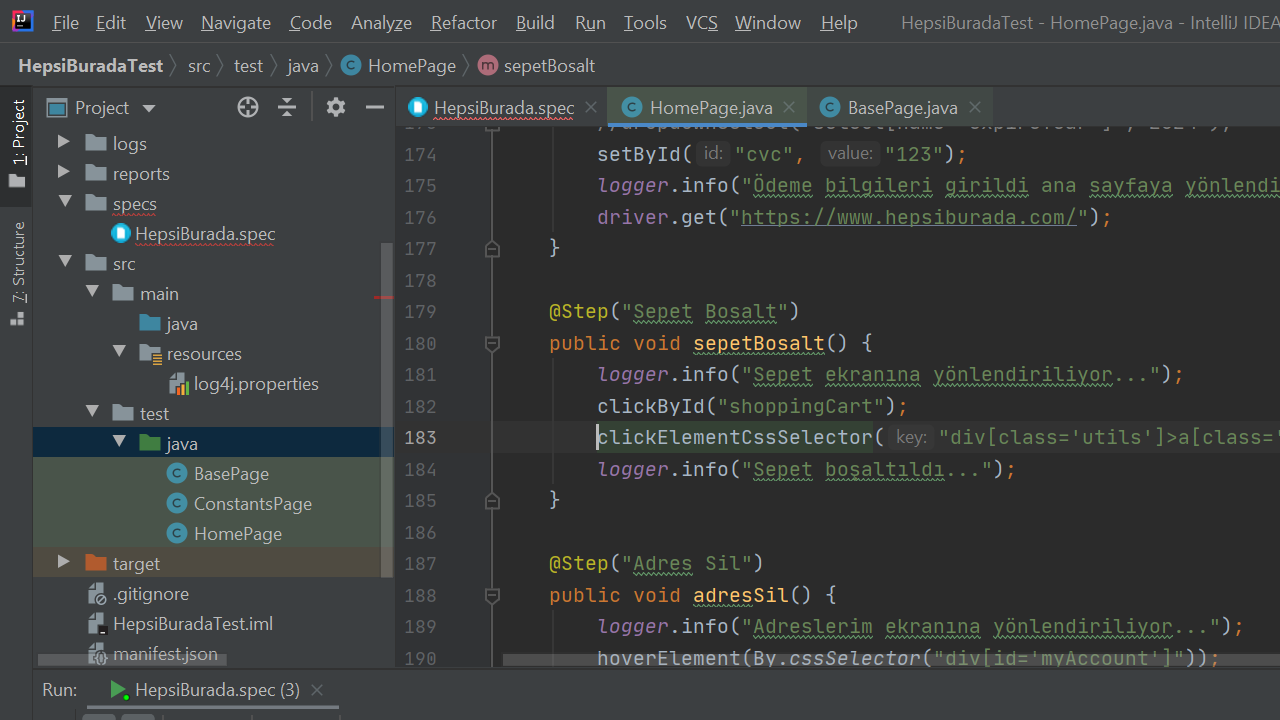 File Edit View Navigate Code Analyze Refactor Build Run Tools VCS Window Help HepsiBuradaTest - HomePage.java - IntelliJ IDEA
HepsiBuradaTest src test java HomePage sepetBosalt
1: Project
7: Structure
Project
logs
reports
specs
HepsiBurada.spec
src
main
java
resources
log4j.properties
test
java
BasePage
ConstantsPage
HomePage
target
.gitignore
HepsiBuradaTest.iml
manifest.json
HepsiBurada.spec HomePage.java BasePage.java
174 setById( id: "cvc", value: "123");
175 logger.info("Ödeme bilgileri girildi ana sayfaya yönlendi
176 driver.get("https://www.hepsiburada.com/");
177 }
178
179 @Step("Sepet Bosalt")
180 public void sepetBosalt() {
181 logger.info("Sepet ekranına yönlendiriliyor...");
182 clickById("shoppingCart");
183 clickElementCssSelector( key: "div[class='utils']>a[class='
184 logger.info("Sepet boşaltıldı...");
185 }
186
187 @Step("Adres Sil")
188 public void adresSil() {
189 logger.info("Adreslerim ekranına yönlendiriliyor...");
190 hoverElement(By.cssSelector("div[id='myAccount']"));
Run: HepsiBurada.spec (3)